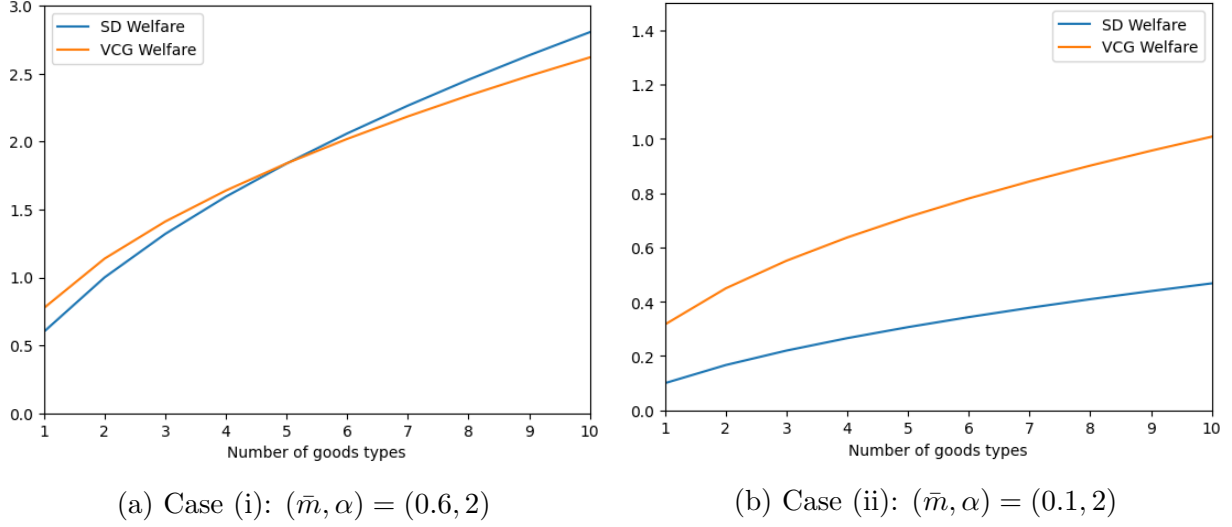 3.0
2.5
2.0
1.5
1.0
0.5
0.0
SD Welfare
VCG Welfare
1 2 3 4 5 6 7 8 9 10
Number of goods types
(a) Case (i): (m̄, α) = (0.6, 2)
1.4
1.2
1.0
0.8
0.6
0.4
0.2
0.0
SD Welfare
VCG Welfare
1 2 3 4 5 6 7 8 9 10
Number of goods types
(b) Case (ii): (m̄, α) = (0.1, 2)